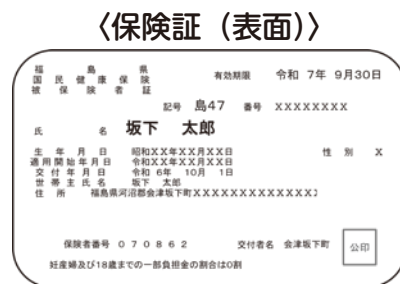 〈保険証（表面）〉
福島県
国民健康保険 有効期限 令和 7年 9月30日
被保険者証
記号 島47 番号 XXXXXXXX
氏名 坂下 太郎
生年月日 昭和XX年XX月XX日 性別 X
適用開始年月日 令和XX年XX月XX日
交付年月日 令和 6年 10月 1日
世帯主氏名 坂下 太郎
住所 福島県河沼郡会津坂下町XXXXXXXXXXXXXX
保険者番号 070862 交付者名 会津坂下町 公印
妊産婦及び18歳までの一部負担金の割合は0割